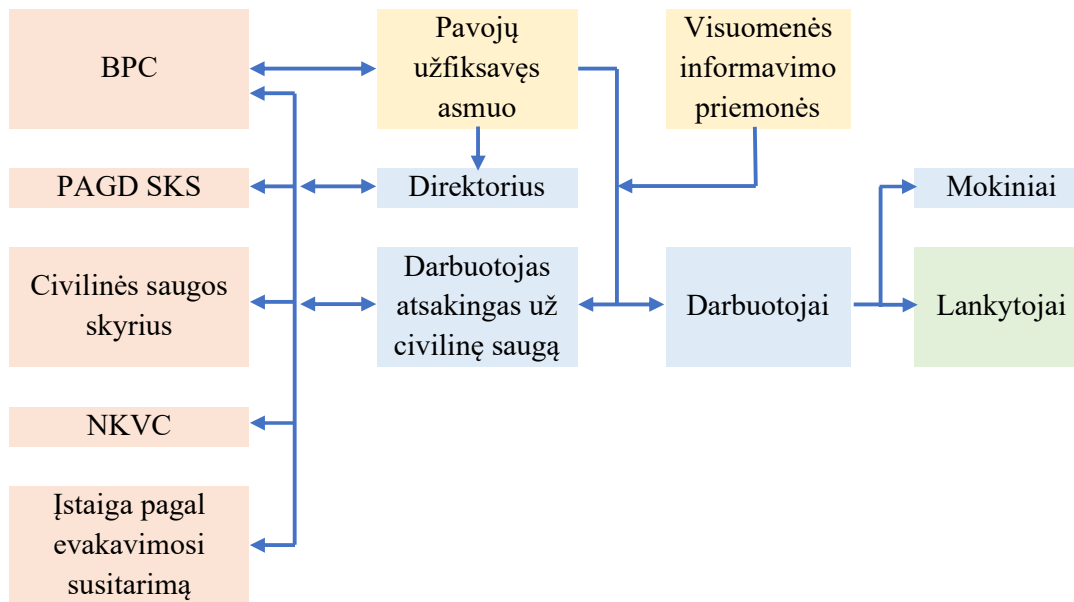 BPC
Pavojų
užfiksavęs
asmuo
Visuomenės
informavimo
priemonės
PAGD SKS
Direktorius
Mokiniai
Civilinės saugos
skyrius
Darbuotojas
atsakingas už
civilinę saugą
Darbuotojai
Lankytojai
NKVC
Įstaiga pagal
evakavimosi
susitarimą